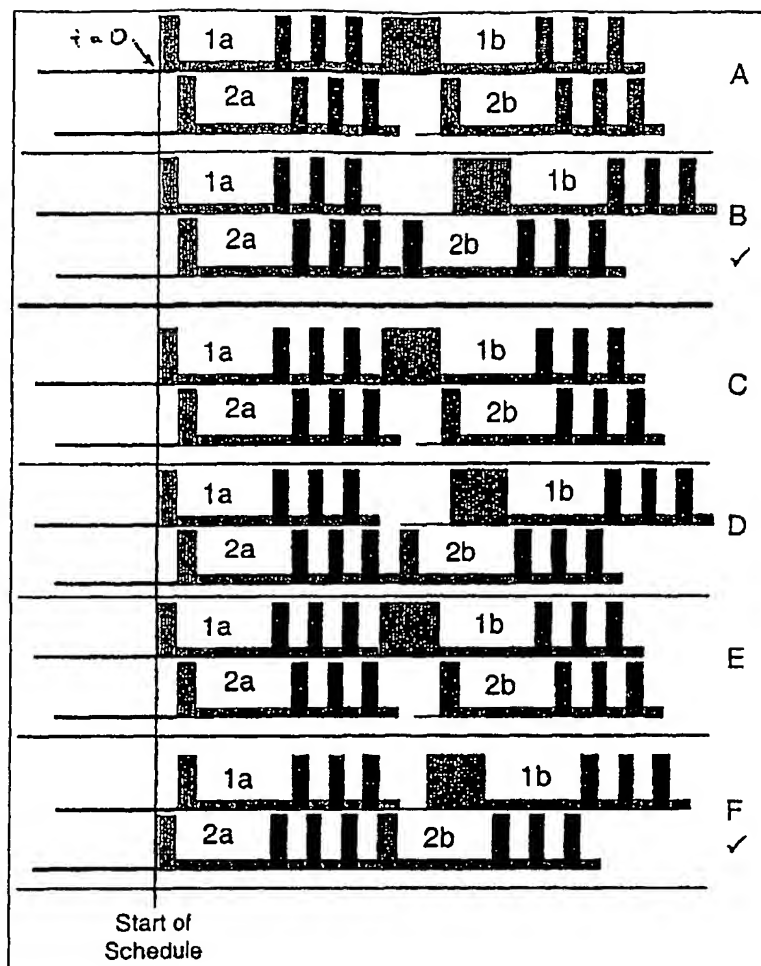 t=0
1a 1b
A
2a 2b
1a 1b
B
2a 2b
✓
1a 1b
C
2a 2b
1a 1b
D
2a 2b
1a 1b
E
2a 2b
1a 1b
F
2a 2b
✓
Start of
Schedule